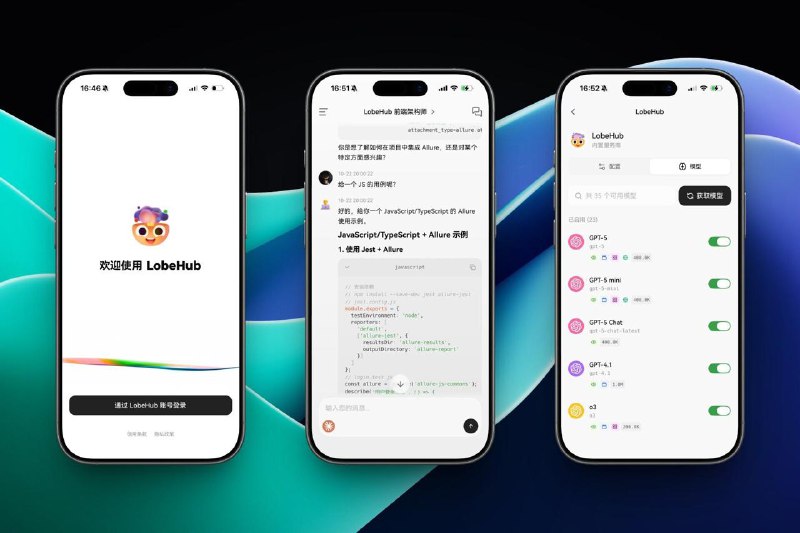 16:46
欢迎使用 LobeHub
通过 LobeHub 账号登录
服务条款 隐私政策
16:51
LobeHub 前端架构师
attachment_type=allure.at
你是想了解如何在项目中集成 Allure，还是对某个
特定方面感兴趣？
10-21 20:00:22
给一个 JS 的用例呢？
10-21 20:00:22
好的，给你一个 JavaScript/TypeScript 的 Allure
使用示例。
JavaScript/TypeScript + Allure 示例
1. 使用 Jest + Allure
javascript
// 安装依赖
// npm install --save-dev jest allure-jest
// jest.config.js
module.exports = {
testEnvironment: 'node',
reporters: [
'default',
['allure-jest', {
resultsDir: 'allure-results',
outputDirectory: 'allure-report'
}]
]
};
// login.test.js
const allure = 'allure-js-commons');
describe( () => {
输入您的消息...
16:52
LobeHub
LobeHub
内置服务商
配置
模型
共 35 个可用模型
获取模型
已启用 (23)
GPT-5
gpt-5
400.0K
GPT-5 mini
gpt-5-mini
400.0K
GPT-5 Chat
gpt-5-chat-latest
400.0K
GPT-4.1
gpt-4.1
1.0M
o3
o3
200.0K